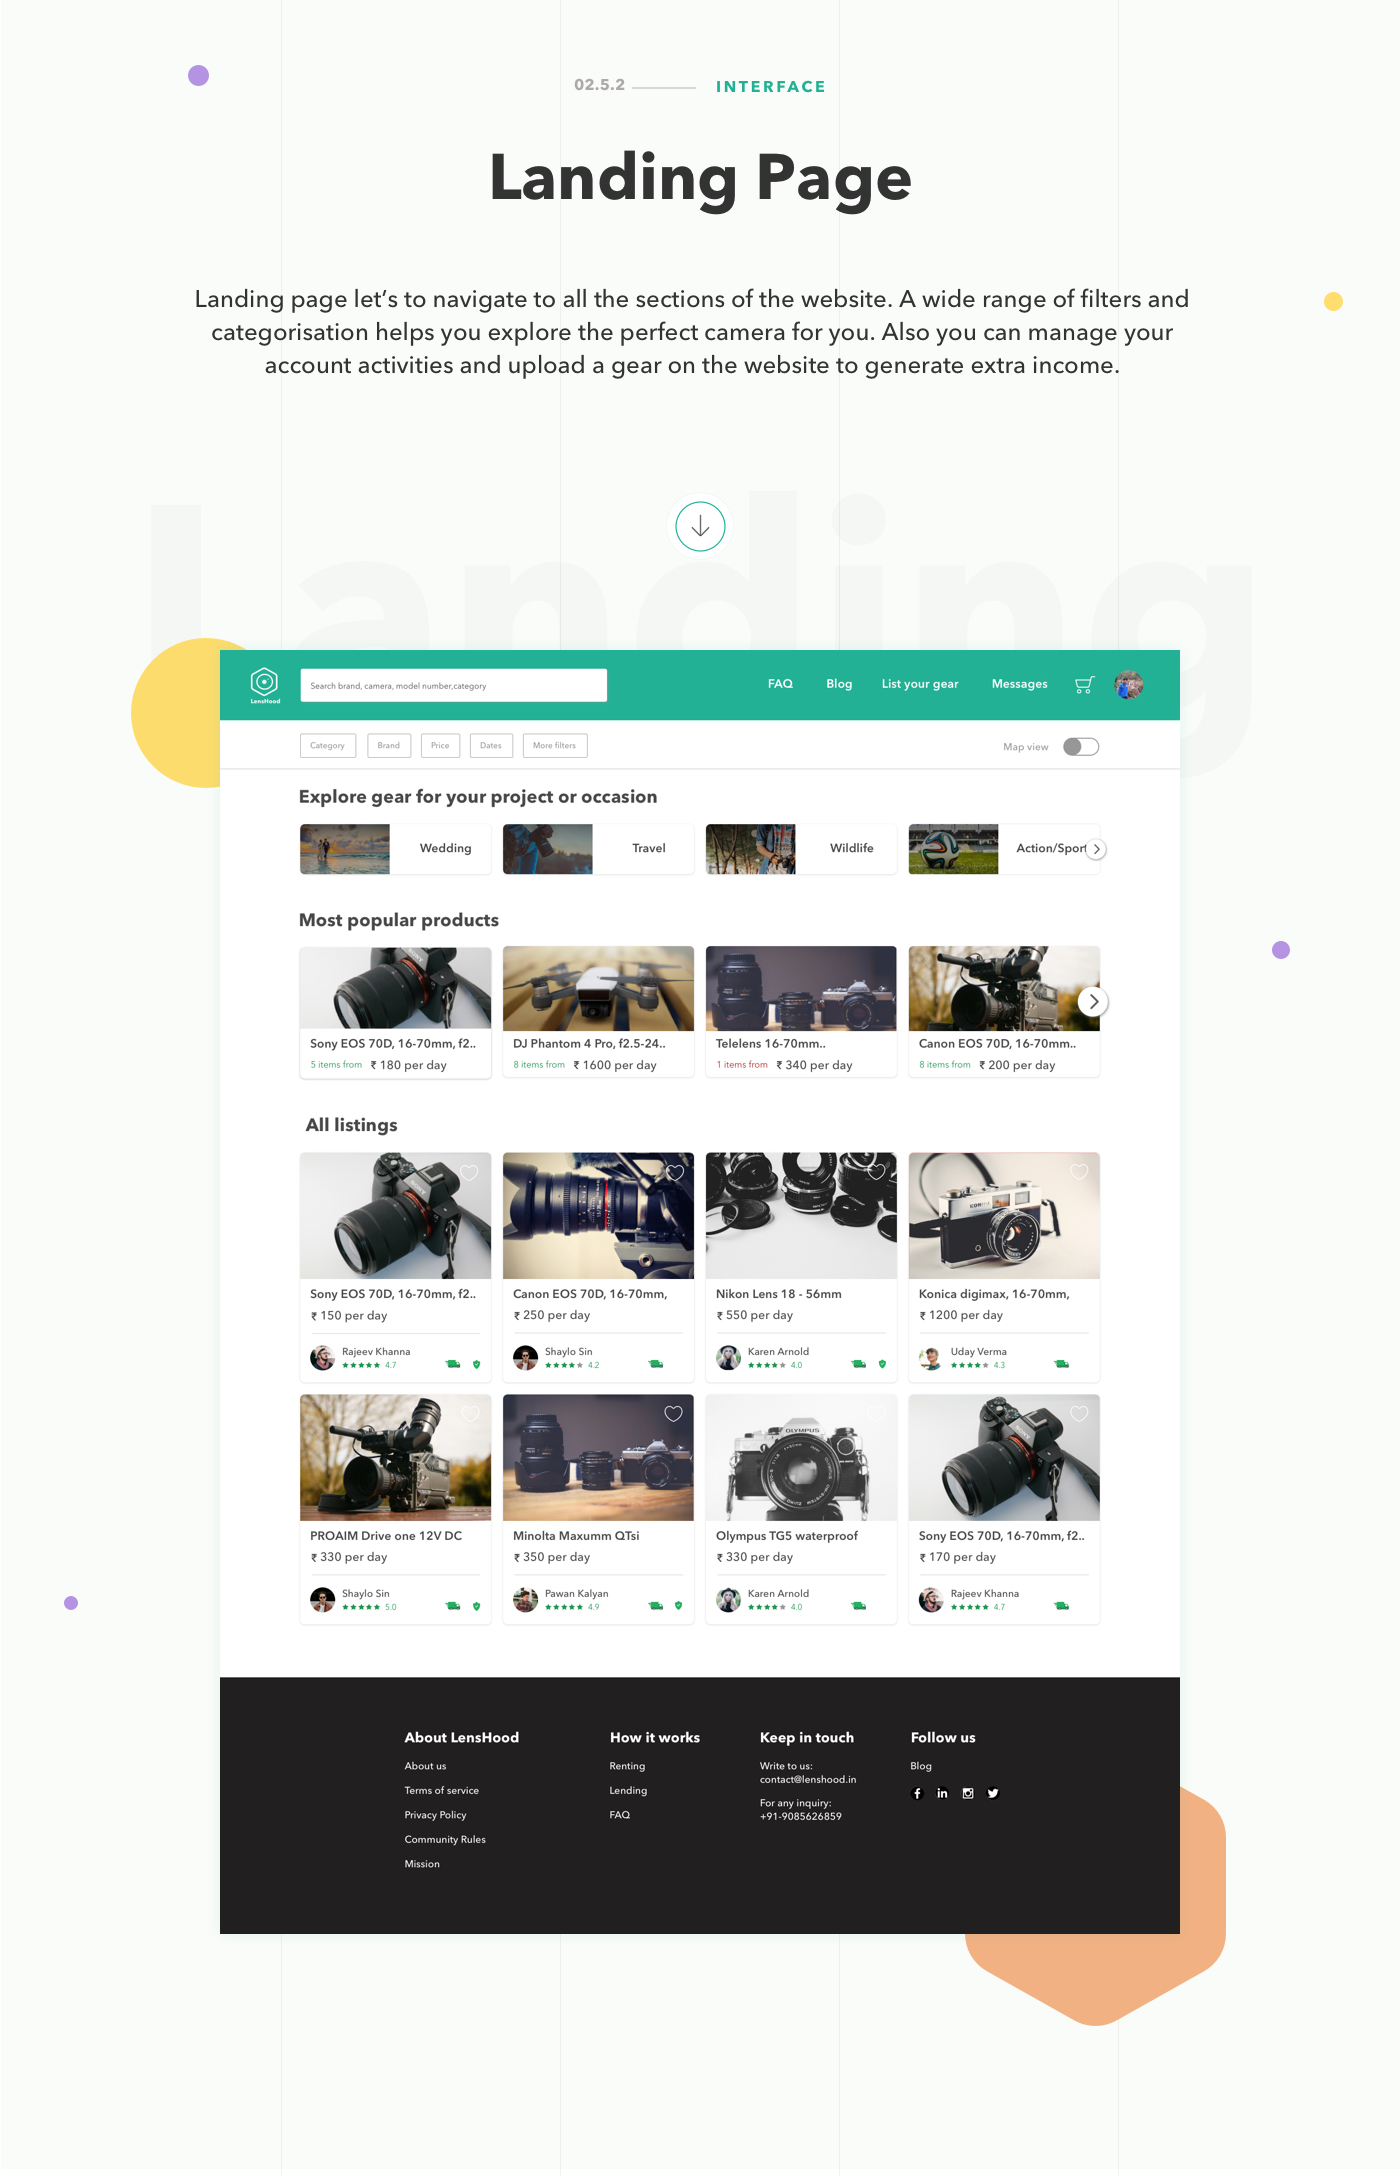 02.5.2
INTERFACE
Landing Page
Landing page let's to navigate to all the sections of the website. A wide range of filters and
categorisation helps you explore the perfect camera for you. Also you can manage your
account activities and upload a gear on the website to generate extra income.
Landing
LensHood
Search brand, camera, model number,category
FAQ
Blog
List your gear
Messages
Category
Brand
Price
Dates
More filters
Map view
Explore gear for your project or occasion
Wedding
Travel
Wildlife
Action/Sport
Most popular products
SONY
Sony EOS 70D, 16-70mm, f2..
5 items from ₹ 180 per day
DJ Phantom 4 Pro, f2.5-24..
8 items from ₹ 1600 per day
Telelens 16-70mm..
1 items from ₹ 340 per day
Canon EOS 70D, 16-70mm..
8 items from ₹ 200 per day
All listings
SONY
Sony EOS 70D, 16-70mm, f2..
₹ 150 per day
Rajeev Khanna
4.7
Canon EOS 70D, 16-70mm,
₹ 250 per day
Shaylo Sin
4.2
Nikon Lens 18 - 56mm
₹ 550 per day
Karen Arnold
4.0
Konica digimax, 16-70mm,
₹ 1200 per day
Uday Verma
4.3
PROAIM Drive one 12V DC
₹ 330 per day
Shaylo Sin
5.0
Minolta Maxumm QTsi
₹ 350 per day
Pawan Kalyan
4.9
OLYMPUS
Olympus TG5 waterproof
₹ 330 per day
Karen Arnold
4.0
SONY
Sony EOS 70D, 16-70mm, f2..
₹ 170 per day
Rajeev Khanna
4.7
About LensHood
About us
Terms of service
Privacy Policy
Community Rules
Mission
How it works
Renting
Lending
FAQ
Keep in touch
Write to us:
contact@lenshood.in
For any inquiry:
+91-9085626859
Follow us
Blog